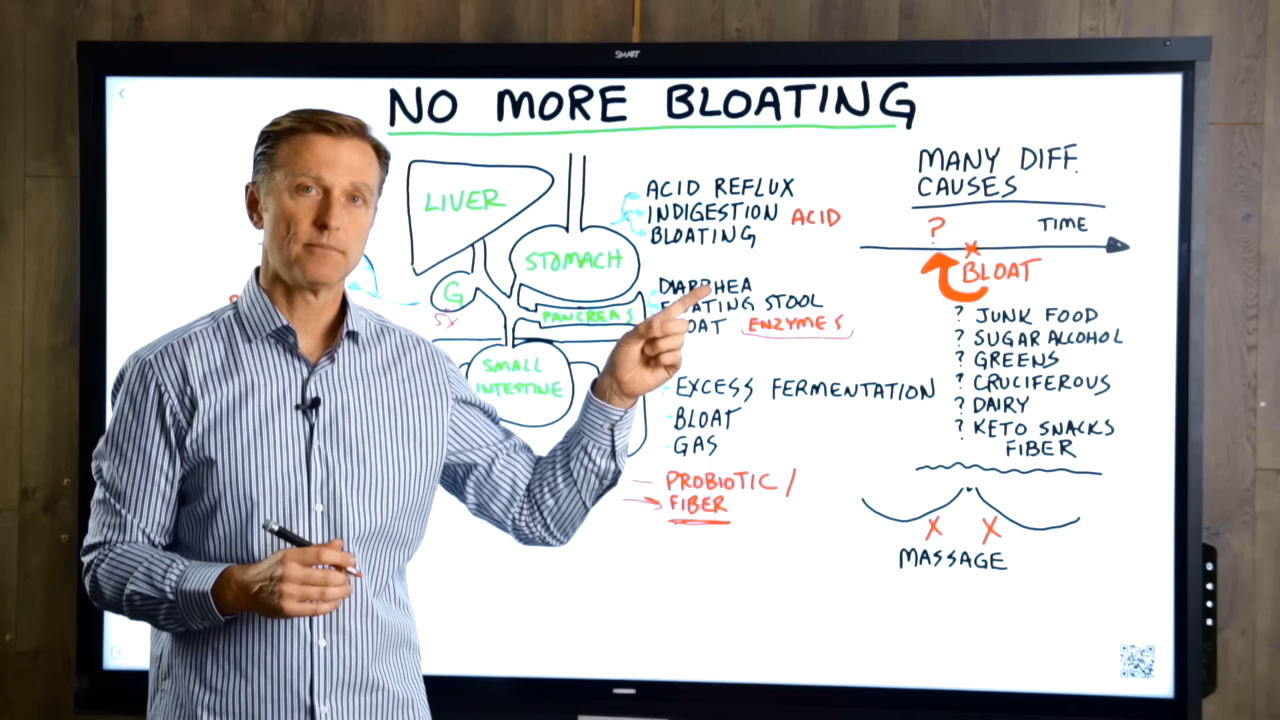 SMART
NO MORE BLOATING
LIVER
G
5X
STOMACH
PANCREAS
SMALL
INTESTINE
ACID REFLUX
INDIGESTION ACID
BLOATING
DIARRHEA
STOOL
ENZYMES
EXCESS FERMENTATION
BLOAT
GAS
PROBIOTIC /
FIBER
MANY DIFF.
CAUSES
? TIME
X
BLOAT
? JUNK FOOD
? SUGAR ALCOHOL
? GREENS
? CRUCIFEROUS
? DAIRY
? KETO SNACKS
FIBER
X X
MASSAGE